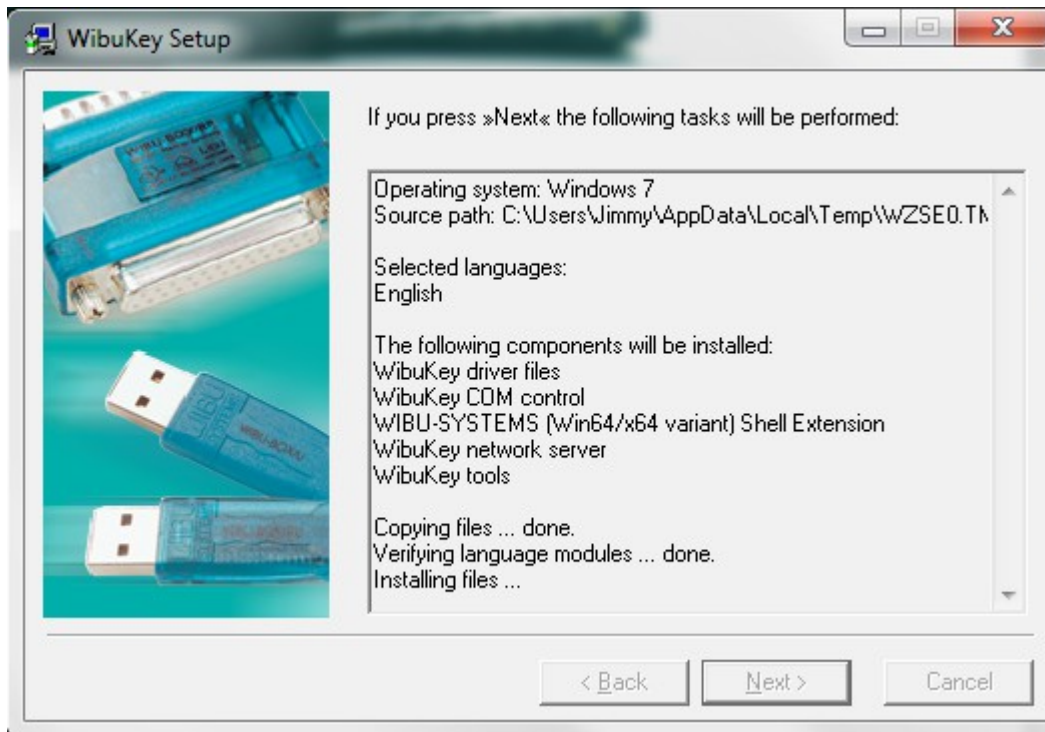 WibuKey Setup
If you press »Next« the following tasks will be performed:
Operating system: Windows 7
Source path: C:\Users\Jimmy\AppData\Local\Temp\WZSE0.TM
Selected languages:
English
The following components will be installed:
WibuKey driver files
WibuKey COM control
WIBU-SYSTEMS (Win64/x64 variant) Shell Extension
WibuKey network server
WibuKey tools
Copying files ... done.
Verifying language modules ... done.
Installing files ...
< Back
Next >
Cancel